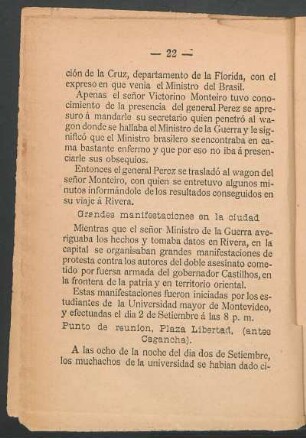 — 22 —
ción de la Cruz, departamento de la Florida, con el
expreso en que venia el Ministro del Brasil.
Apenas el señor Victorino Monteiro tuvo cono-
cimiento de la presencia del general Perez se apre-
suró á mandarle su secretario quien penetró al wa-
gon donde se hallaba el Ministro de la Guerra y le sig-
nificó que el Ministro brasilero se encontraba en ca-
ma bastante enfermo y que por eso no iba á presen-
ciarle sus obsequios.
Entonces el general Perez se trasladó al wagon del
señor Monteiro, con quien se entretuvo algunos mi-
nutos informándole de los resultados conseguidos en
su viaje á Rivera.
Grandes manifestaciones en la ciudad
Mientras que el señor Ministro de la Guerra ave-
riguaba los hechos y tomaba datos en Rivera, en la
capital se organisaban grandes manifestaciones de
protesta contra los autores del doble asesinato come-
tido por fuersa armada del gobernador Castilhos, en
la frontera de la patria y en territorio oriental.
Estas manifestaciones fueron iniciadas por los es-
tudiantes de la Universidad mayor de Montevideo,
y efectuadas el dia 2 de Setiembre á las 8 p. m.
Punto de reunion, Plaza Libertad, (antes
Cagancha).
A las ocho de la noche del dia dos de Setiembre,
los muchachos de la universidad se habian dado ci-